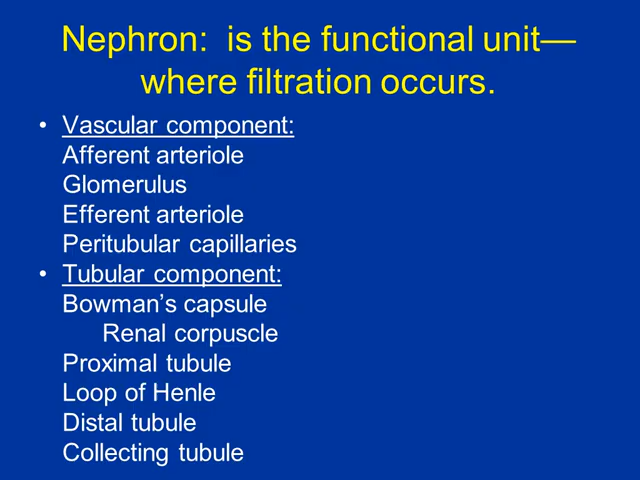 Nephron:  is the functional unit—
where filtration occurs.
• Vascular component:
Afferent arteriole
Glomerulus
Efferent arteriole
Peritubular capillaries
• Tubular component:
Bowman’s capsule
Renal corpuscle
Proximal tubule
Loop of Henle
Distal tubule
Collecting tubule